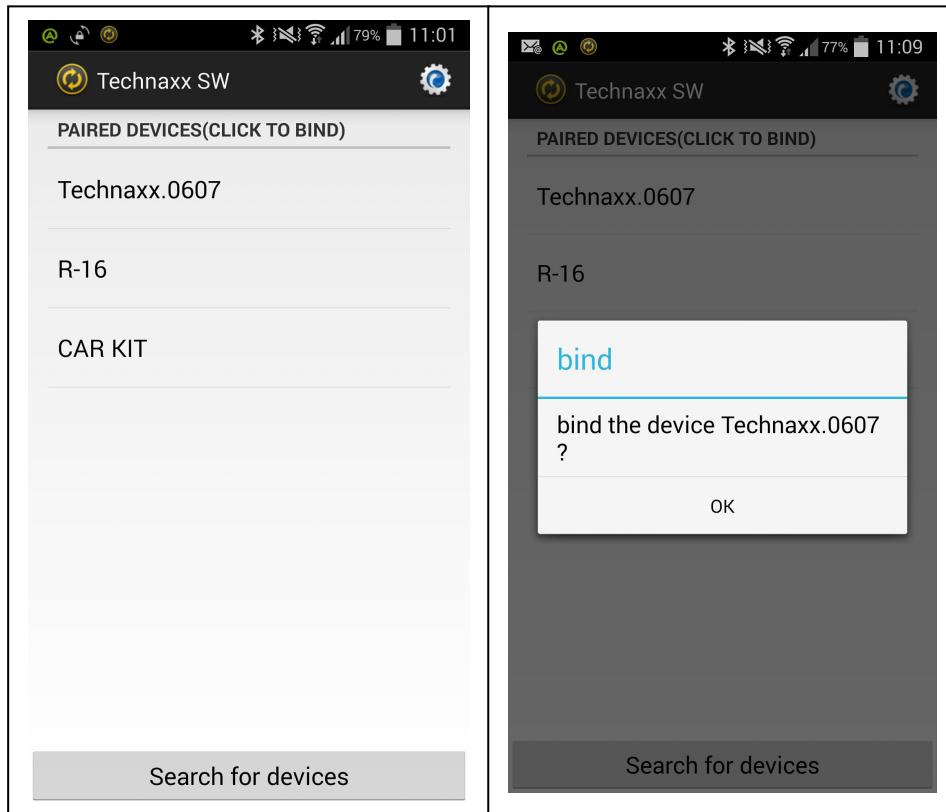 79% 11:01
Technaxx SW
PAIRED DEVICES(CLICK TO BIND)
Technaxx.0607
R-16
CAR KIT
Search for devices
77% 11:09
Technaxx SW
PAIRED DEVICES(CLICK TO BIND)
Technaxx.0607
R-16
bind
bind the device Technaxx.0607
?
OK
Search for devices